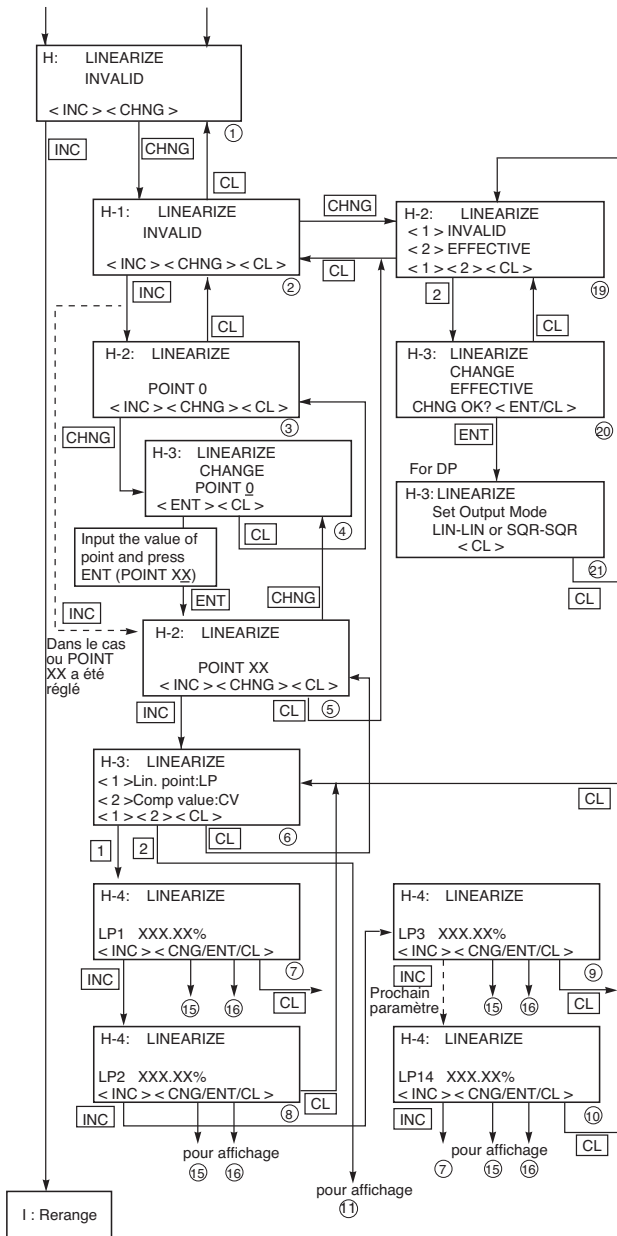 H: LINEARIZE
INVALID
< INC > < CHNG >
1
INC
CHNG
CL
H-1: LINEARIZE
INVALID
< INC > < CHNG > < CL >
2
CHNG
CL
H-2: LINEARIZE
< 1 > INVALID
< 2 > EFFECTIVE
< 1 > < 2 > < CL >
19
INC
CL
2
CL
H-2: LINEARIZE
POINT 0
< INC > < CHNG > < CL >
3
H-3: LINEARIZE
CHANGE
EFFECTIVE
CHNG OK? < ENT/CL >
20
CHNG
ENT
H-3: LINEARIZE
CHANGE
POINT 0
< ENT > < CL >
4
CL
For DP
H-3: LINEARIZE
Set Output Mode
LIN-LIN or SQR-SQR
< CL >
21
CL
Input the value of
point and press
ENT (POINT XX)
ENT
CHNG
INC
Dans le cas
ou POINT
XX a été
réglé
H-2: LINEARIZE
POINT XX
< INC > < CHNG > < CL >
5
INC
CL
H-3: LINEARIZE
< 1 >Lin. point:LP
< 2 >Comp value:CV
< 1 > < 2 > < CL >
6
CL
1
2
CL
H-4: LINEARIZE
LP1 XXX.XX%
< INC > < CNG/ENT/CL >
7
INC
15
16
CL
H-4: LINEARIZE
LP3 XXX.XX%
< INC > < CNG/ENT/CL >
9
INC
Prochain
paramètre
15
16
CL
H-4: LINEARIZE
LP2 XXX.XX%
< INC > < CNG/ENT/CL >
8
CL
INC
pour affichage
15
16
H-4: LINEARIZE
LP14 XXX.XX%
< INC > < CNG/ENT/CL >
10
INC
CL
pour affichage
7
15
16
pour affichage
11
I : Rerange